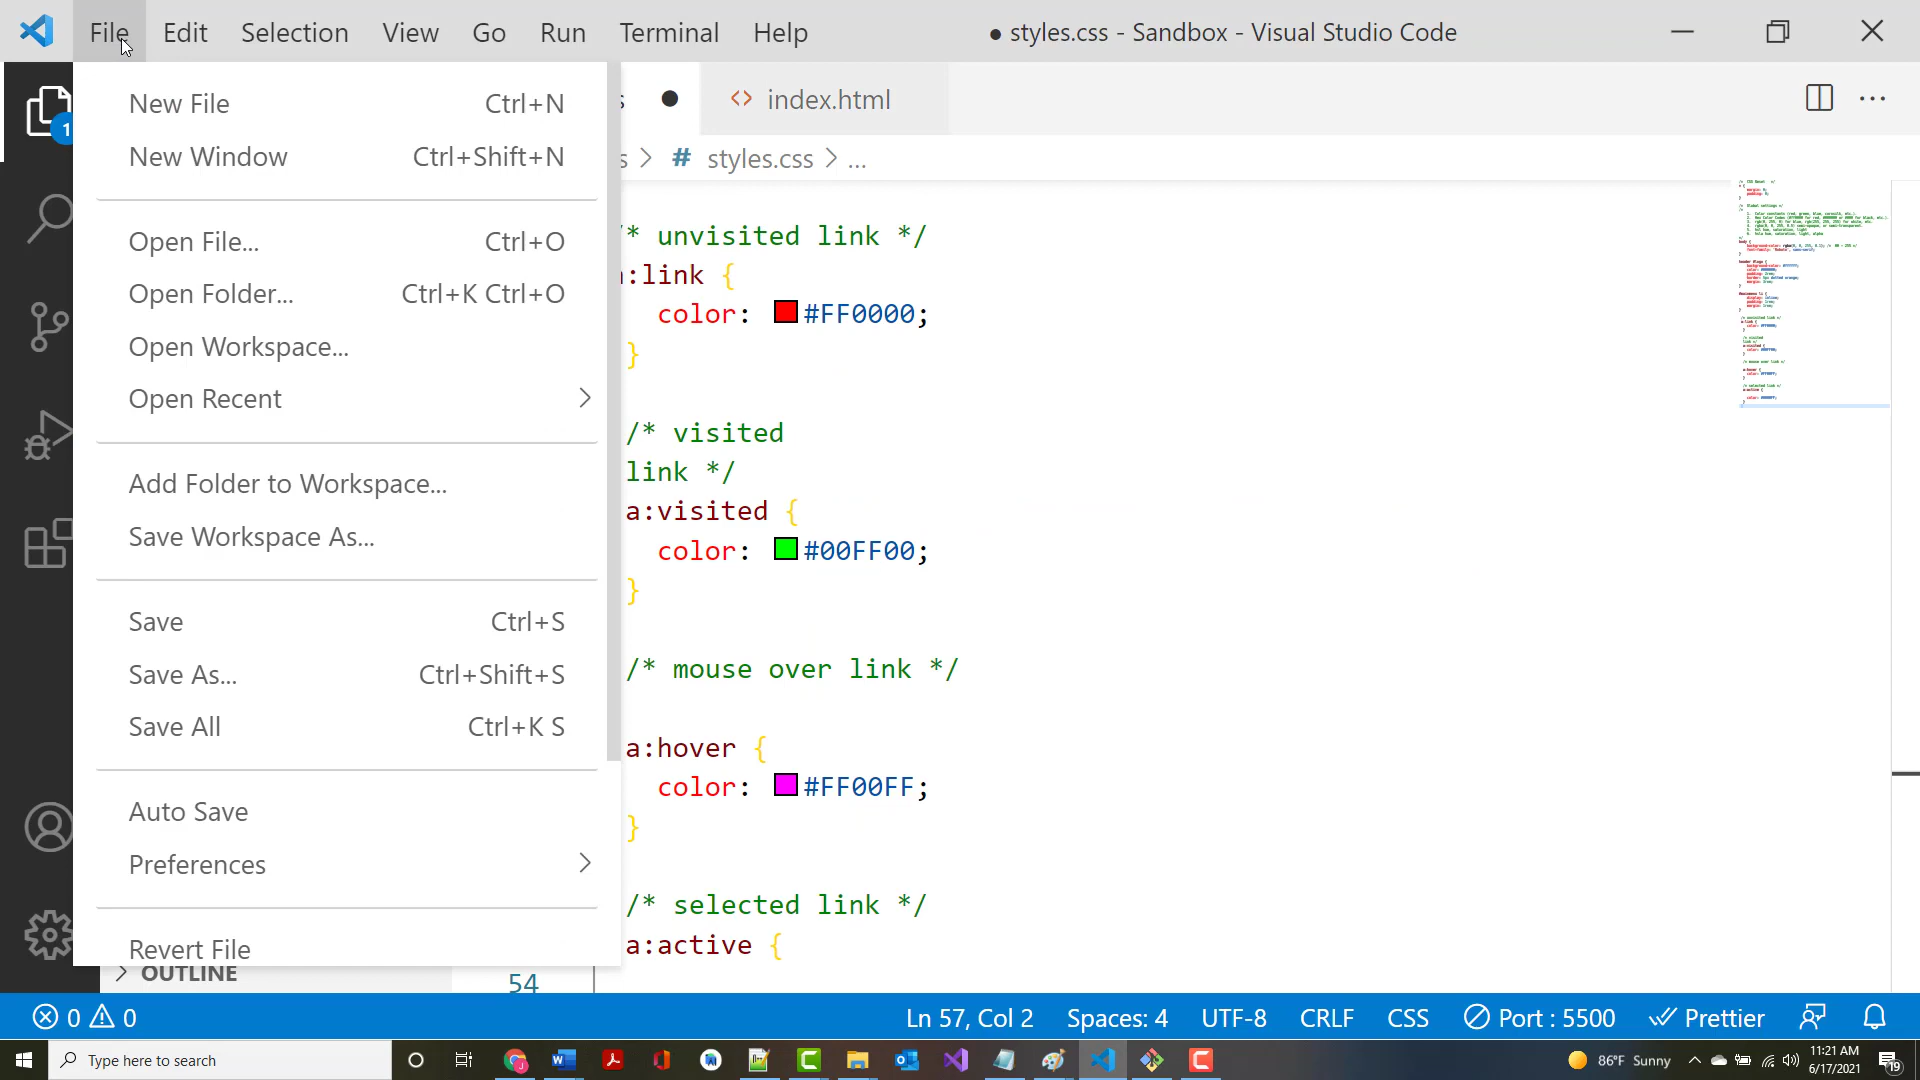 File Edit Selection View Go Run Terminal Help ● styles.css - Sandbox - Visual Studio Code
New File Ctrl+N
New Window Ctrl+Shift+N
Open File... Ctrl+O
Open Folder... Ctrl+K Ctrl+O
Open Workspace...
Open Recent
Add Folder to Workspace...
Save Workspace As...
Save Ctrl+S
Save As... Ctrl+Shift+S
Save All Ctrl+K S
Auto Save
Preferences
Revert File
OUTLINE
1
s ● <> index.html ...
s > # styles.css > ...
/* unvisited link */
a:link {
color: #FF0000;
}
/* visited
link */
a:visited {
color: #00FF00;
}
/* mouse over link */
a:hover {
color: #FF00FF;
}
/* selected link */
a:active {
54
0 0 Ln 57, Col 2 Spaces: 4 UTF-8 CRLF CSS Port : 5500 Prettier
Type here to search 86°F Sunny 11:21 AM
6/17/2021 19